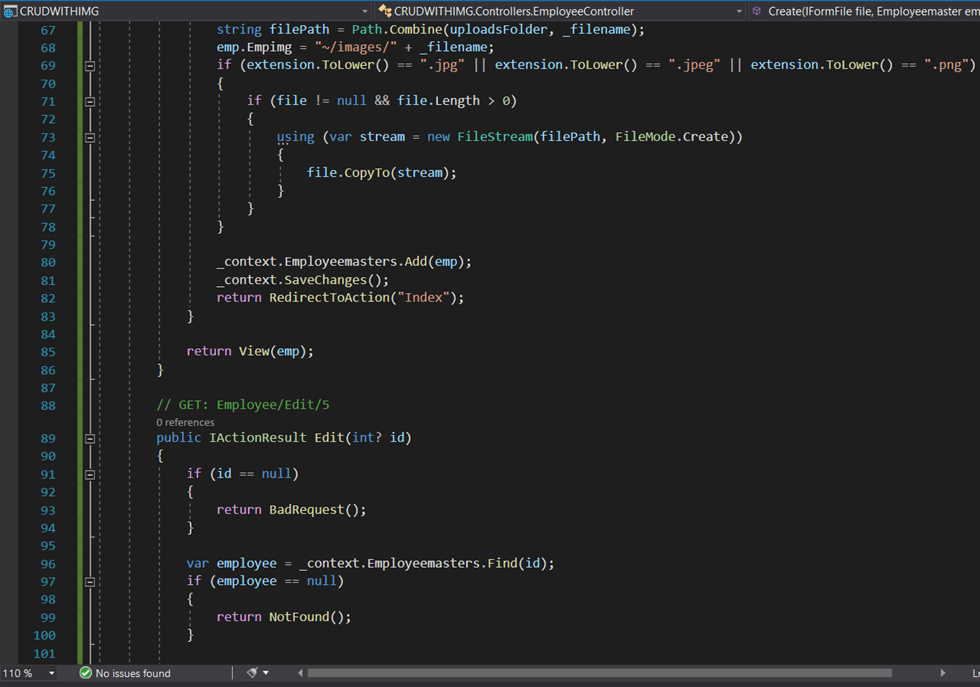 CRUDWITHIMG CRUDWITHIMG.Controllers.EmployeeController Create(IFormFile file, Employeemaster em
67 string filePath = Path.Combine(uploadsFolder, _filename);
68 emp.Empimg = "~/images/" + _filename;
69 if (extension.ToLower() == ".jpg" || extension.ToLower() == ".jpeg" || extension.ToLower() == ".png")
70 {
71 if (file != null && file.Length > 0)
72 {
73 using (var stream = new FileStream(filePath, FileMode.Create))
74 {
75 file.CopyTo(stream);
76 }
77 }
78 }
79
80 _context.Employeemasters.Add(emp);
81 _context.SaveChanges();
82 return RedirectToAction("Index");
83 }
84
85 return View(emp);
86 }
87
88 // GET: Employee/Edit/5
0 references
89 public IActionResult Edit(int? id)
90 {
91 if (id == null)
92 {
93 return BadRequest();
94 }
95
96 var employee = _context.Employeemasters.Find(id);
97 if (employee == null)
98 {
99 return NotFound();
100 }
101
110 % No issues found Ln